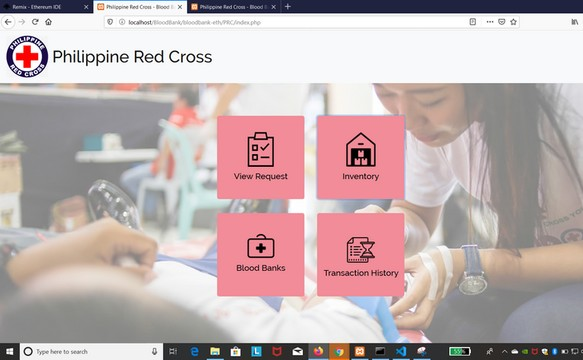 Remix - Ethereum IDE
Philippine Red Cross - Blood B
Philippine Red Cross - Blood B
localhost/BloodBank/bloodbank-eth/PRC/index.php
PHILIPPINE
RED CROSS
Philippine Red Cross
View Request
Inventory
Blood Banks
Transaction History
Type here to search